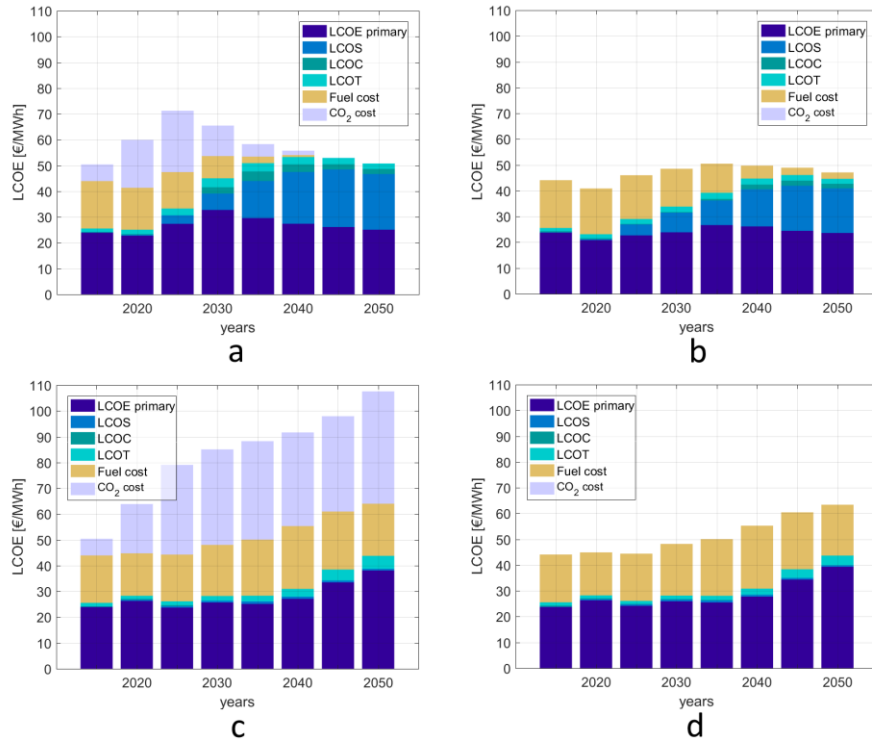 110
100
90
80
70
60
50
40
30
20
10
0
LCOE [€/MWh]
LCOE primary
LCOS
LCOC
LCOT
Fuel cost
CO₂ cost
2020 2030 2040 2050
years
a
110
100
90
80
70
60
50
40
30
20
10
0
LCOE [€/MWh]
LCOE primary
LCOS
LCOC
LCOT
Fuel cost
CO₂ cost
2020 2030 2040 2050
years
b
110
100
90
80
70
60
50
40
30
20
10
0
LCOE [€/MWh]
LCOE primary
LCOS
LCOC
LCOT
Fuel cost
CO₂ cost
2020 2030 2040 2050
years
c
110
100
90
80
70
60
50
40
30
20
10
0
LCOE [€/MWh]
LCOE primary
LCOS
LCOC
LCOT
Fuel cost
CO₂ cost
2020 2030 2040 2050
years
d